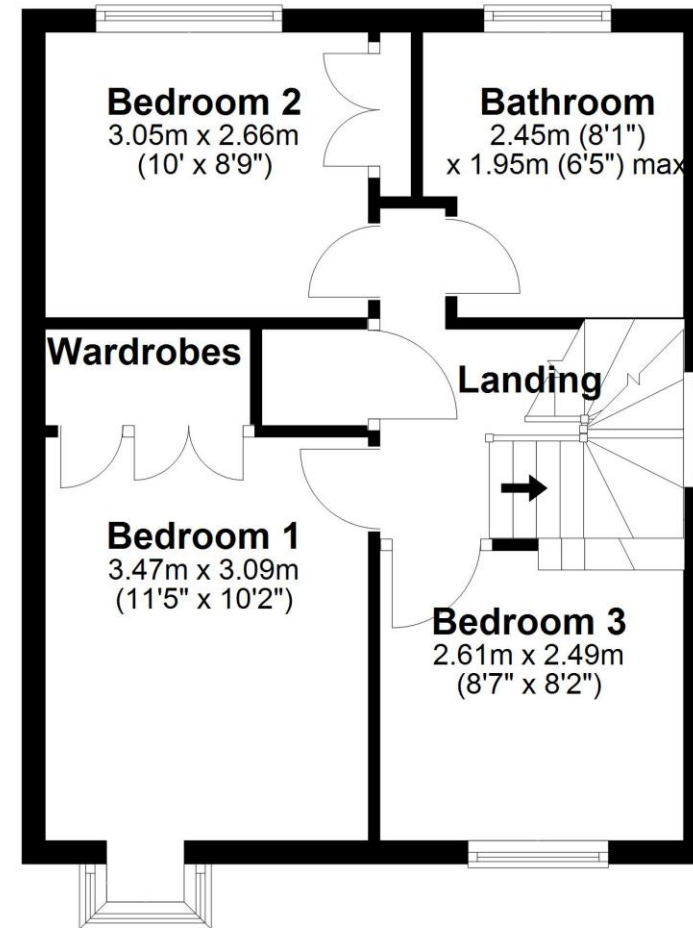 Bedroom 2
3.05m x 2.66m
(10' x 8'9")
Bathroom
2.45m (8'1")
x 1.95m (6'5") max
Wardrobes
Landing
Bedroom 1
3.47m x 3.09m
(11'5" x 10'2")
Bedroom 3
2.61m x 2.49m
(8'7" x 8'2")